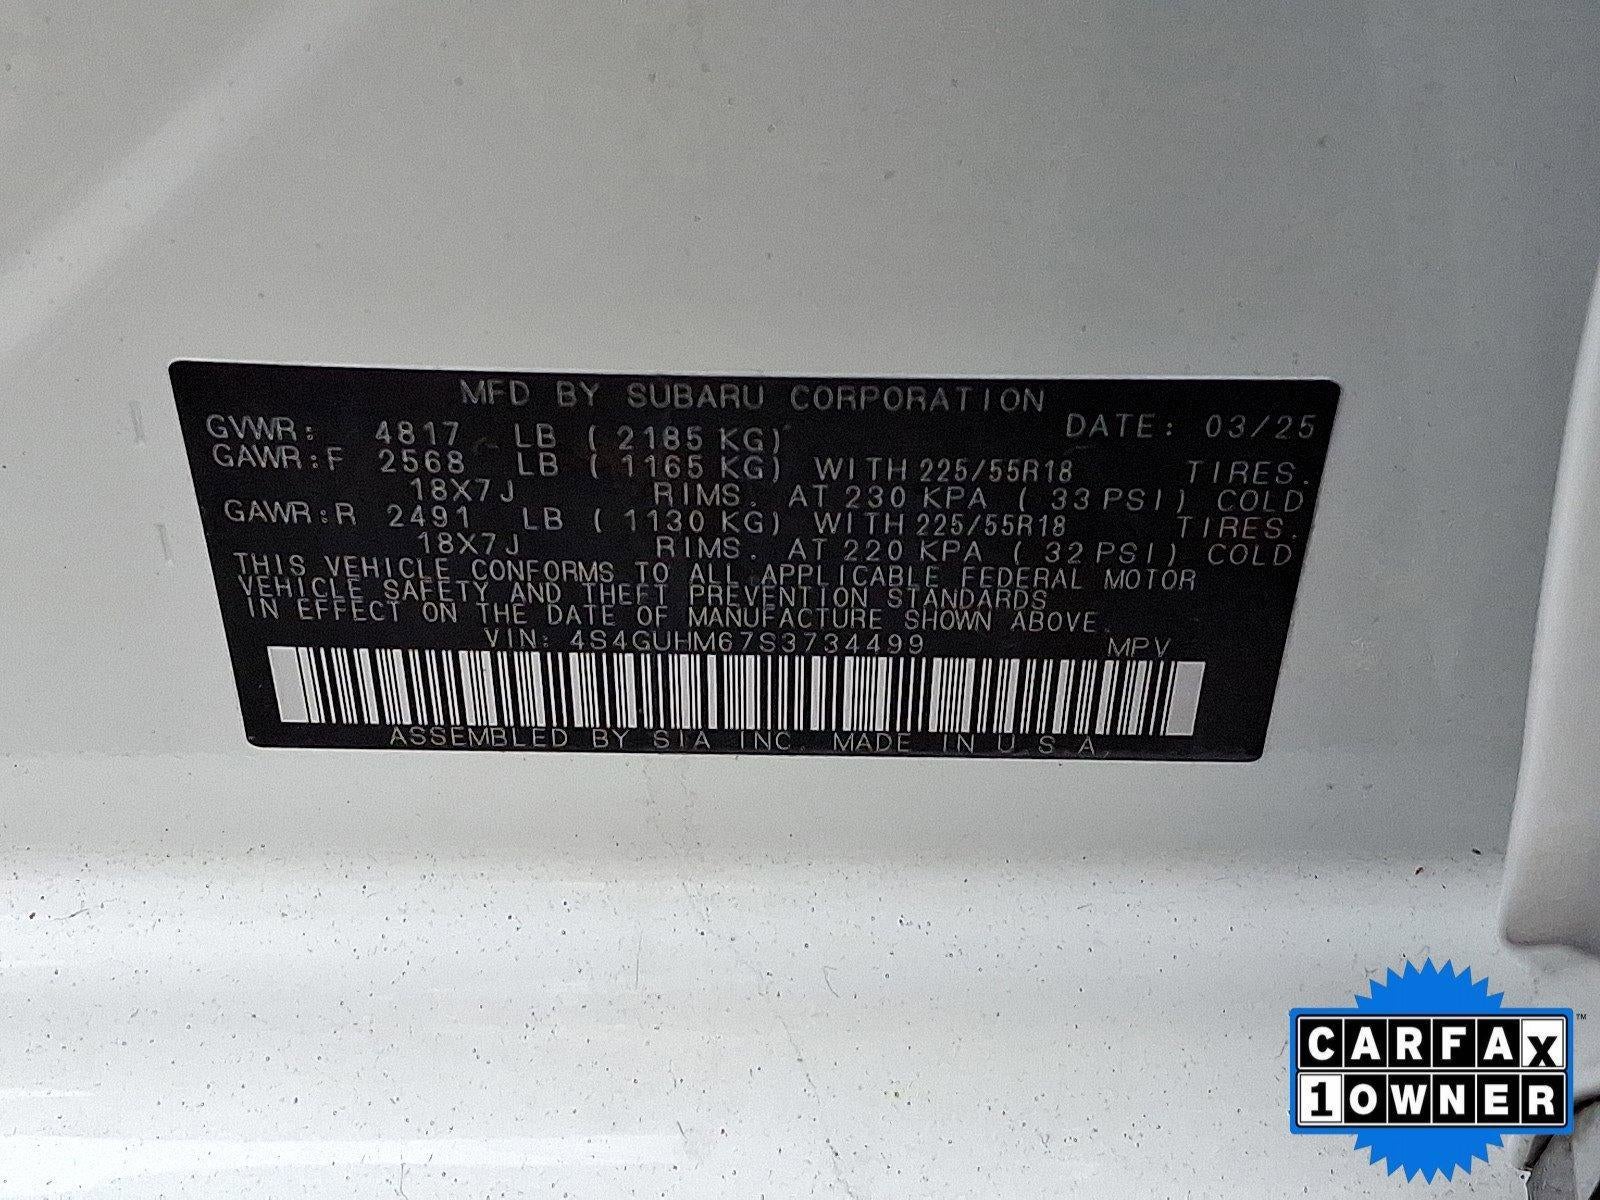 MFD BY SUBARU CORPORATION
GVWR: 4817 LB ( 2185 KG) DATE: 03/25
GAWR:F 2568 LB ( 1165 KG) WITH 225/55R18 TIRES.
18X7J RIMS. AT 230 KPA ( 33 PSI) COLD
GAWR:R 2491 LB ( 1130 KG) WITH 225/55R18 TIRES.
18X7J RIMS. AT 220 KPA ( 32 PSI) COLD
THIS VEHICLE CONFORMS TO ALL APPLICABLE FEDERAL MOTOR
VEHICLE SAFETY AND THEFT PREVENTION STANDARDS
IN EFFECT ON THE DATE OF MANUFACTURE SHOWN ABOVE.
VIN: 4S4GUHM67S3734499 MPV
ASSEMBLED BY SIA INC. MADE IN U.S.A.
CARFAX ™
1 OWNER